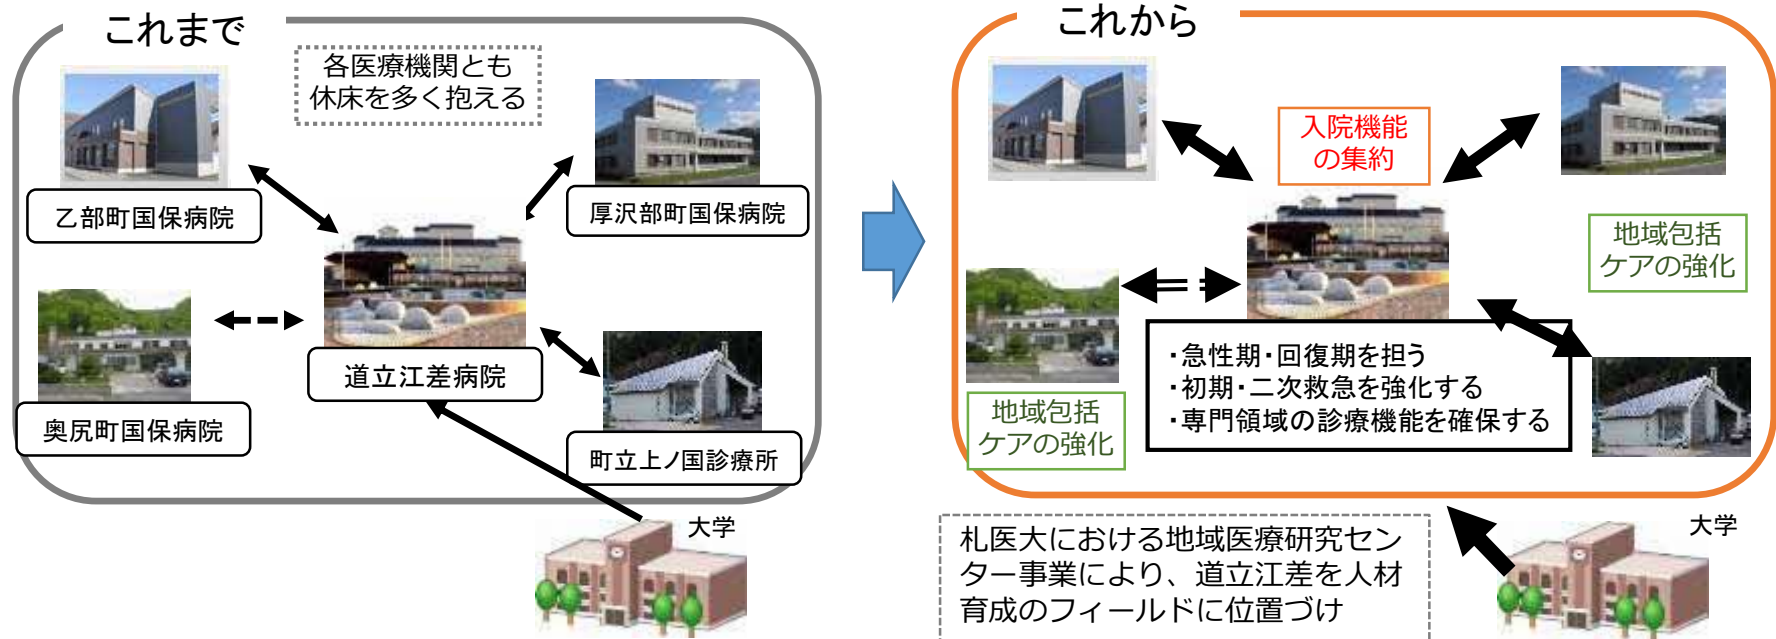 これまで
各医療機関とも
休床を多く抱える
乙部町国保病院
厚沢部町国保病院
道立江差病院
奥尻町国保病院
町立上ノ国診療所
大学
これから
入院機能
の集約
地域包括
ケアの強化
・急性期・回復期を担う
・初期・二次救急を強化する
・専門領域の診療機能を確保する
地域包括
ケアの強化
札医大における地域医療研究セン
ター事業により、道立江差を人材
育成のフィールドに位置づけ
大学